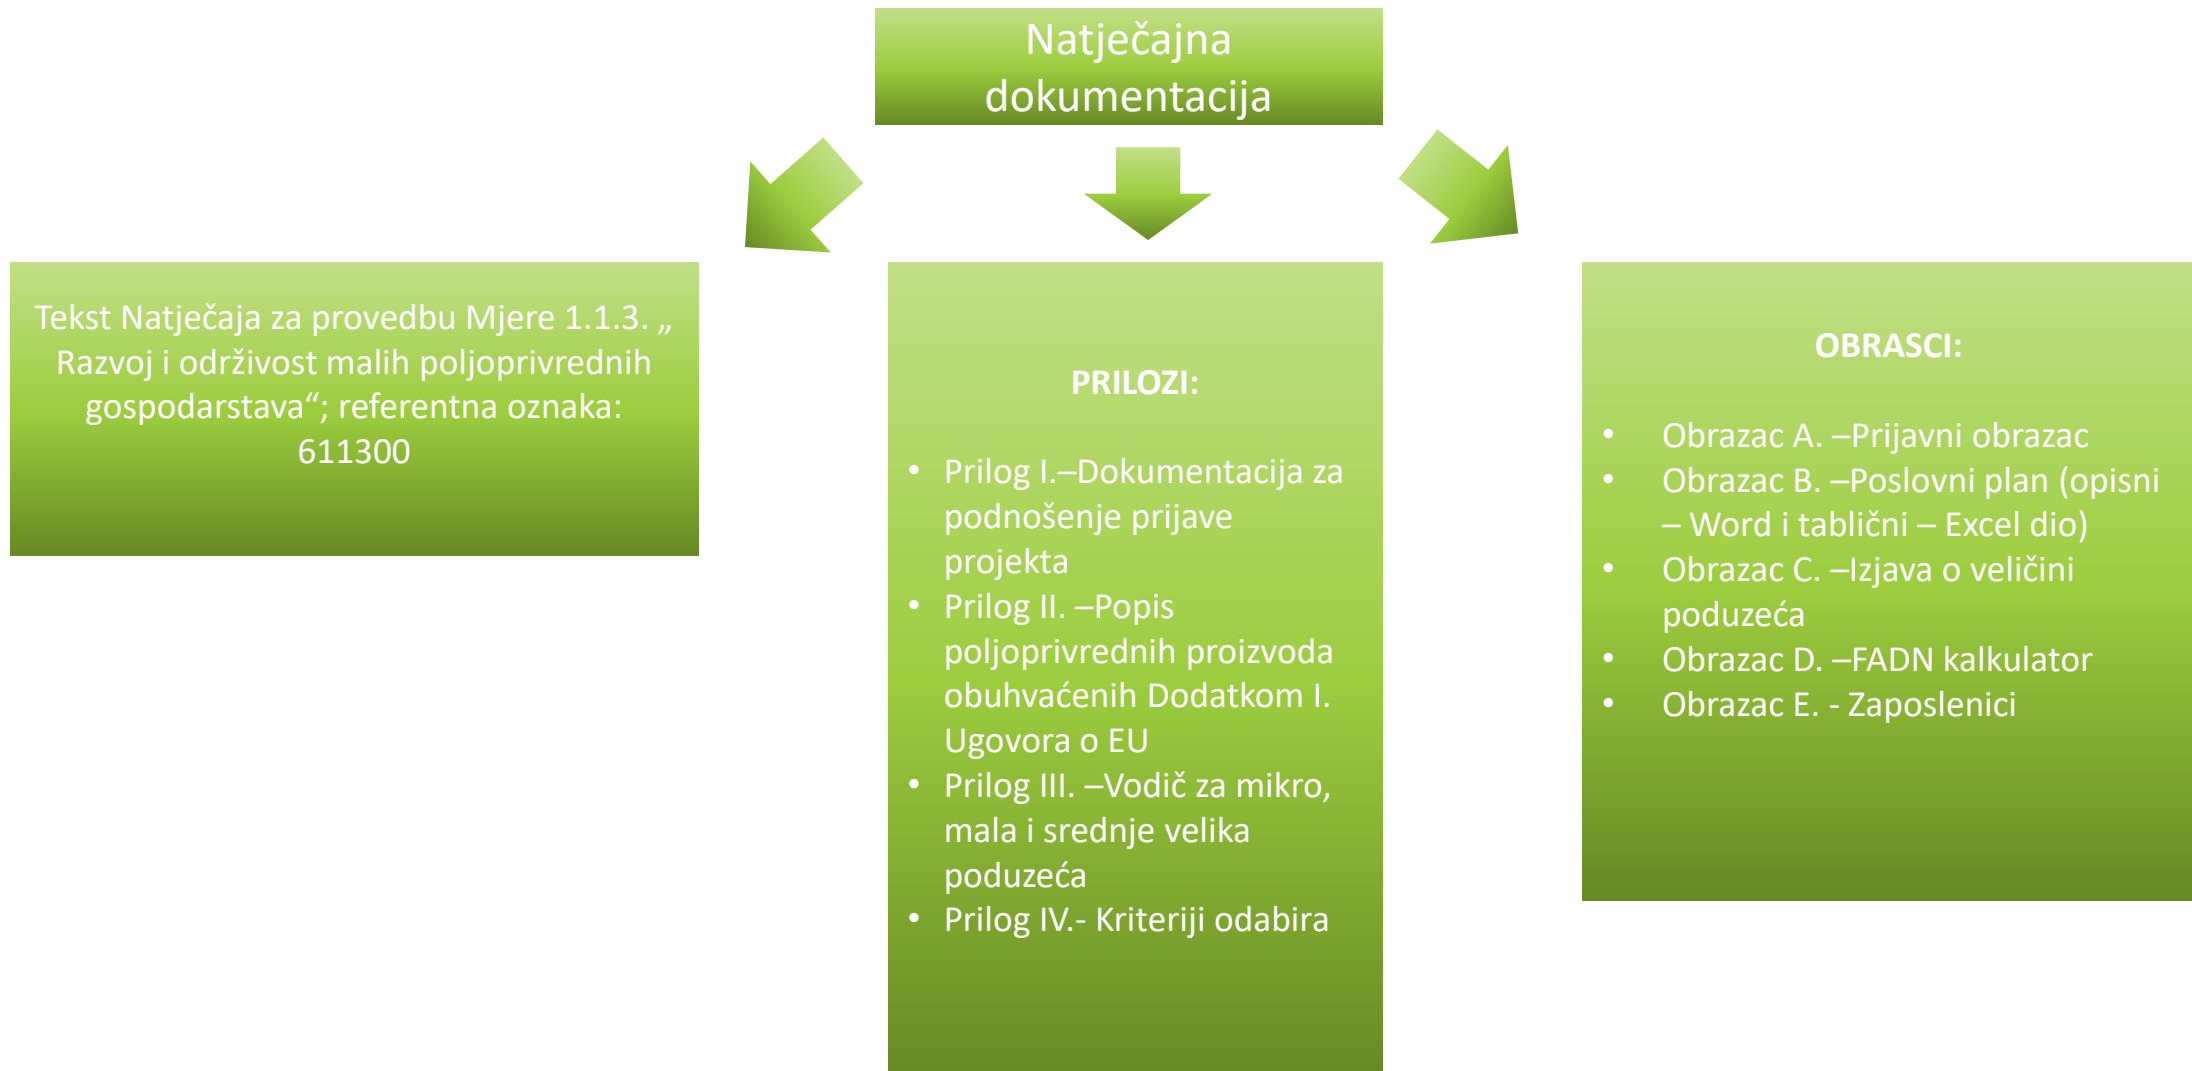 Natječajna
dokumentacija
Tekst Natječaja za provedbu Mjere 1.1.3. „
Razvoj i održivost malih poljoprivrednih
gospodarstava“; referentna oznaka:
611300
PRILOZI:
• Prilog I.–Dokumentacija za
podnošenje prijave
projekta
• Prilog II. –Popis
poljoprivrednih proizvoda
obuhvaćenih Dodatkom I.
Ugovora o EU
• Prilog III. –Vodič za mikro,
mala i srednje velika
poduzeća
• Prilog IV.- Kriteriji odabira
OBRASCI:
• Obrazac A. –Prijavni obrazac
• Obrazac B. –Poslovni plan (opisni
– Word i tablični – Excel dio)
• Obrazac C. –Izjava o veličini
poduzeća
• Obrazac D. –FADN kalkulator
• Obrazac E. - Zaposlenici